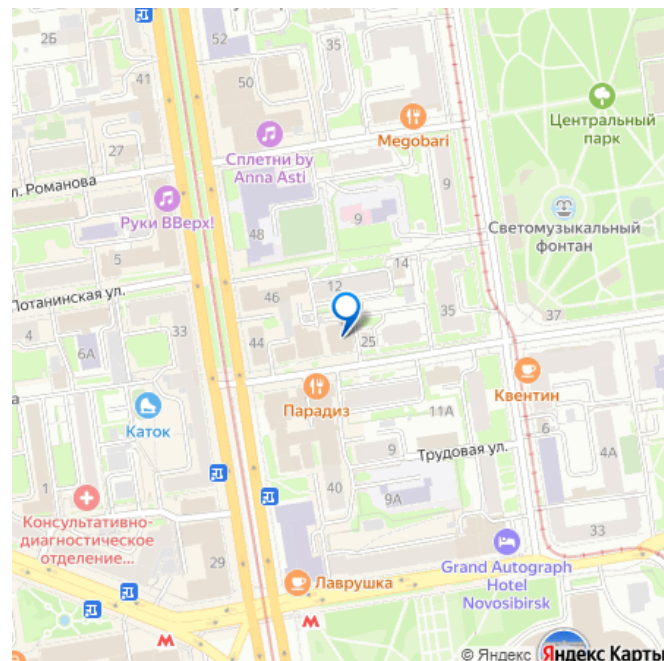 26
52
35
41
50
Центральный
парк
Megobari
Сплетни by
Anna Asti
27
л. Романова
9
9
Руки ВВерх!
Светомузыкальный
фонтан
48
5
14
Потанинская ул.
46
12
35
37
4
33
44
25
6А
Парадиз
Квентин
Каток
11А
6
Трудовая ул.
9
4А
1
40
9А
Консультативно-
диагностическое
отделение...
33
29
Grand Autograph
Hotel
Novosibirsk
Лаврушка
М
М
© Яндекс Яндекс Карты